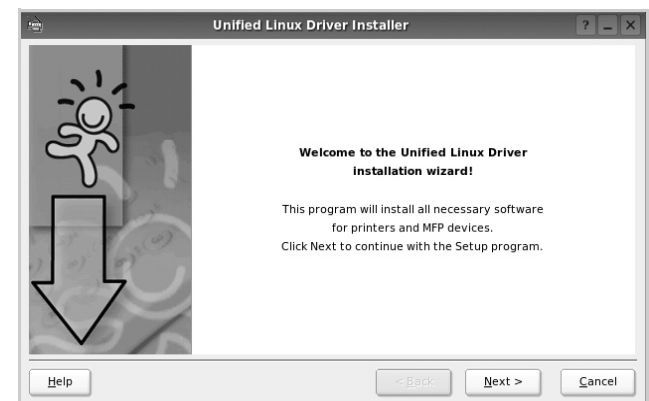 Unified Linux Driver Installer
? _ X
Welcome to the Unified Linux Driver
installation wizard!
This program will install all necessary software
for printers and MFP devices.
Click Next to continue with the Setup program.
Help
< Back
Next >
Cancel